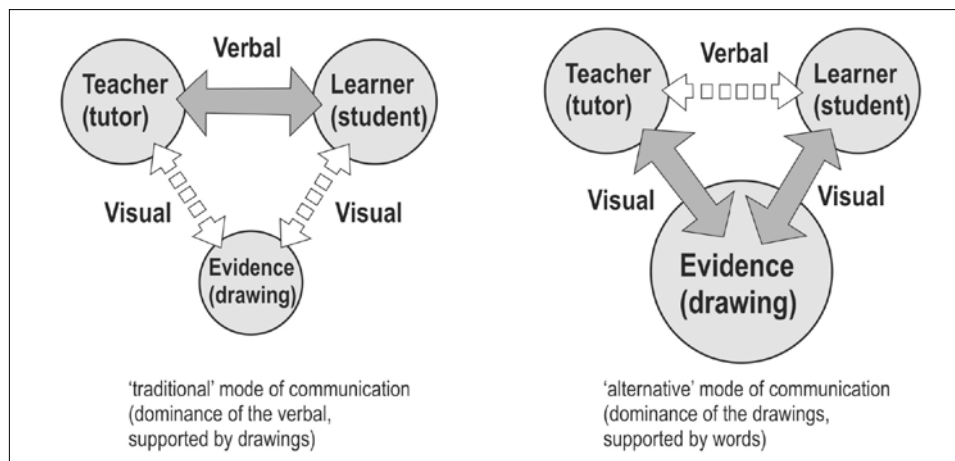 Verbal
Teacher
(tutor)
Learner
(student)
Visual
Visual
Evidence
(drawing)
'traditional' mode of communication
(dominance of the verbal,
supported by drawings)
Verbal
Teacher
(tutor)
Learner
(student)
Visual
Visual
Evidence
(drawing)
'alternative' mode of communication
(dominance of the drawings,
supported by words)